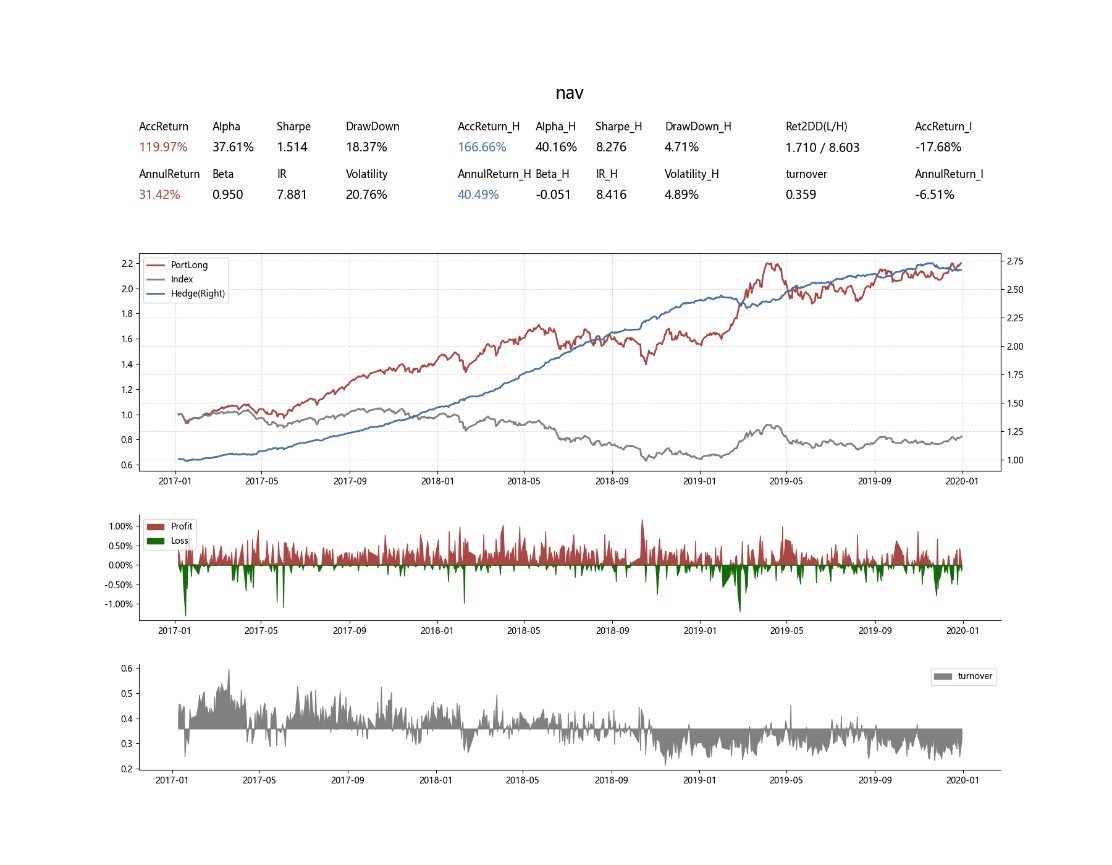 nav
AccReturn Alpha Sharpe DrawDown AccReturn_H Alpha_H Sharpe_H DrawDown_H Ret2DD(L/H) AccReturn_I
119.97% 37.61% 1.514 18.37% 166.66% 40.16% 8.276 4.71% 1.710 / 8.603 -17.68%
AnnulReturn Beta IR Volatility AnnulReturn_H Beta_H IR_H Volatility_H turnover AnnulReturn_I
31.42% 0.950 7.881 20.76% 40.49% -0.051 8.416 4.89% 0.359 -6.51%
PortLong
Index
Hedge(Right)
2.2
2.0
1.8
1.6
1.4
1.2
1.0
0.8
0.6
2.75
2.50
2.25
2.00
1.75
1.50
1.25
1.00
2017-01 2017-05 2017-09 2018-01 2018-05 2018-09 2019-01 2019-05 2019-09 2020-01
Profit
Loss
1.00%
0.50%
0.00%
-0.50%
-1.00%
2017-01 2017-05 2017-09 2018-01 2018-05 2018-09 2019-01 2019-05 2019-09 2020-01
turnover
0.6
0.5
0.4
0.3
0.2
2017-01 2017-05 2017-09 2018-01 2018-05 2018-09 2019-01 2019-05 2019-09 2020-01